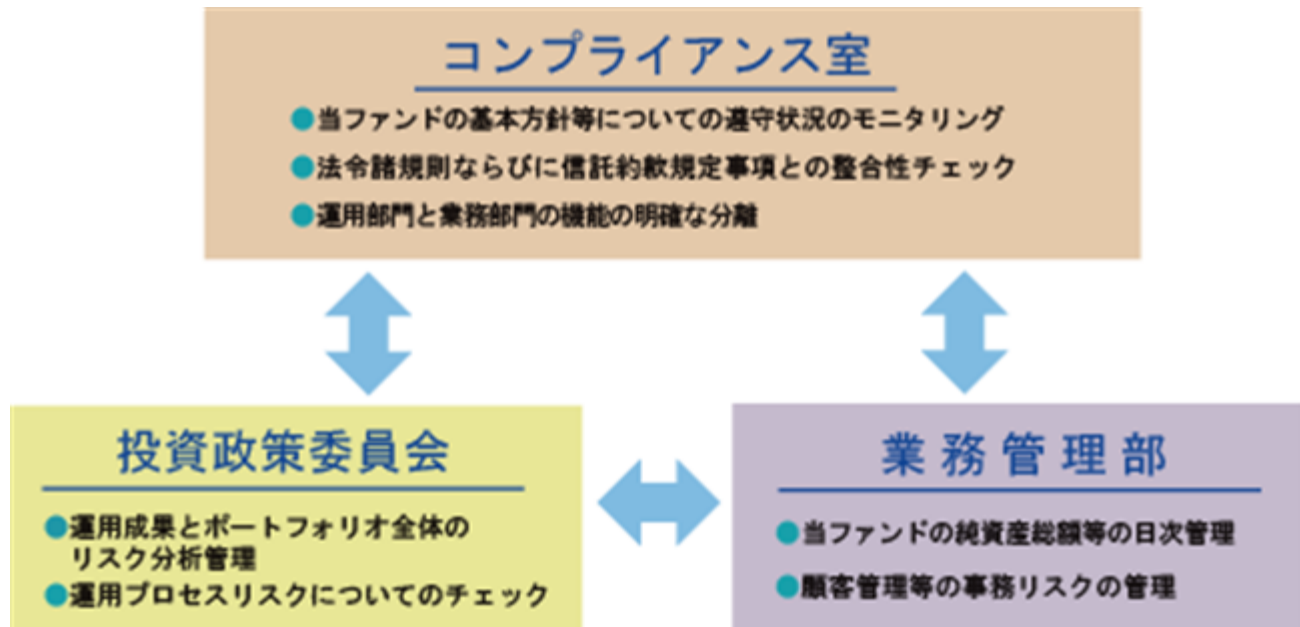 コンプライアンス室
●当ファンドの基本方針等についての遵守状況のモニタリング
●法令諸規則ならびに信託約款規定事項との整合性チェック
●運用部門と業務部門の機能の明確な分離
投資政策委員会
●運用成果とポートフォリオ全体の
リスク分析管理
●運用プロセスリスクについてのチェック
業務管理部
●当ファンドの純資産総額等の日次管理
●顧客管理等の事務リスクの管理